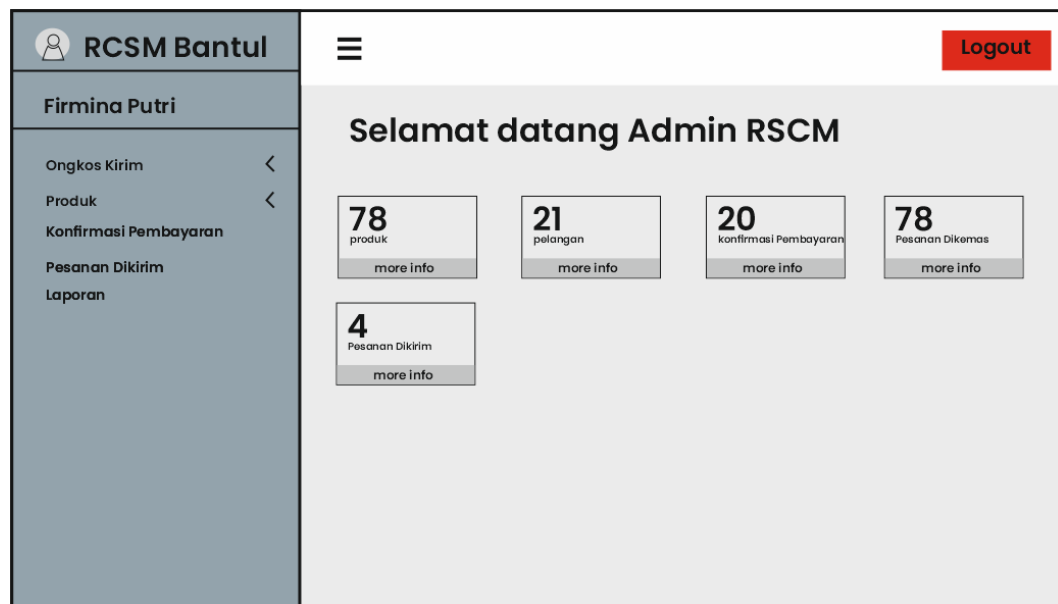 RCSM Bantul
Firmina Putri
Ongkos Kirim
Produk
Konfirmasi Pembayaran
Pesanan Dikirim
Laporan
Logout
Selamat datang Admin RSCM
78
produk
more info
21
pelangan
more info
20
konfirmasi Pembayaran
more info
78
Pesanan Dikemas
more info
4
Pesanan Dikirim
more info